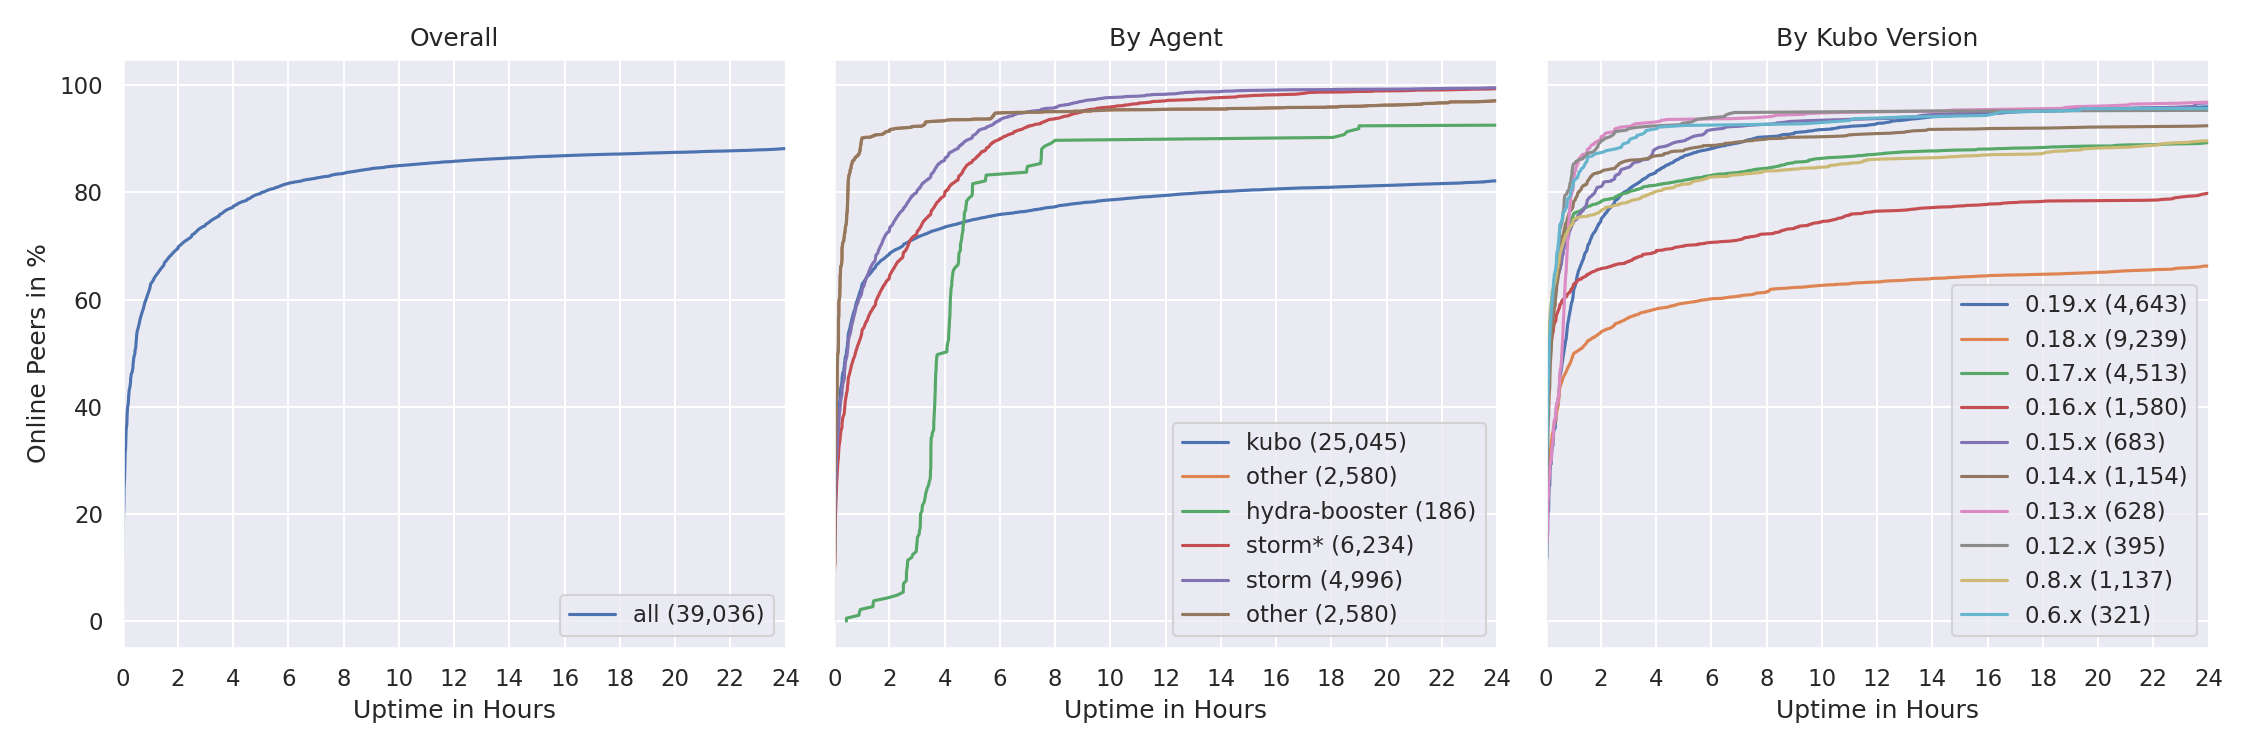 Overall
By Agent
By Kubo Version
Online Peers in %
100
80
60
40
20
0
0 2 4 6 8 10 12 14 16 18 20 22 24
Uptime in Hours
all (39,036)
0 2 4 6 8 10 12 14 16 18 20 22 24
Uptime in Hours
kubo (25,045)
other (2,580)
hydra-booster (186)
storm* (6,234)
storm (4,996)
other (2,580)
0 2 4 6 8 10 12 14 16 18 20 22 24
Uptime in Hours
0.19.x (4,643)
0.18.x (9,239)
0.17.x (4,513)
0.16.x (1,580)
0.15.x (683)
0.14.x (1,154)
0.13.x (628)
0.12.x (395)
0.8.x (1,137)
0.6.x (321)